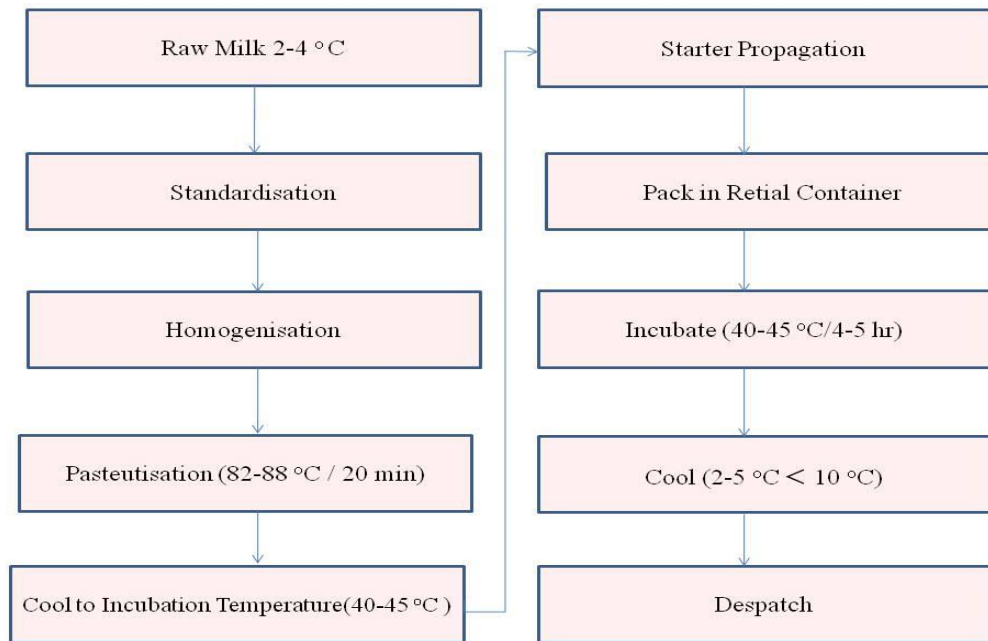 Raw Milk 2-4 °C
Standardisation
Homogenisation
Pasteutisation (82-88 °C / 20 min)
Cool to Incubation Temperature(40-45 °C )
Starter Propagation
Pack in Retial Container
Incubate (40-45 °C/4-5 hr)
Cool (2-5 °C < 10 °C)
Despatch